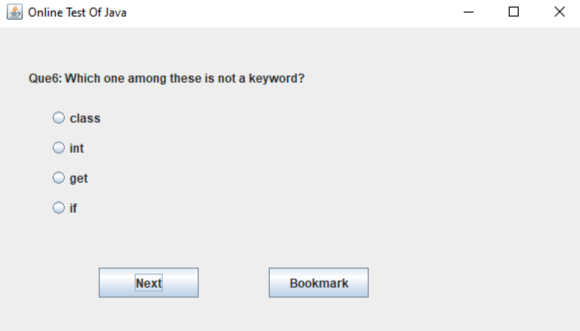 Online Test Of Java
Que6: Which one among these is not a keyword?
class
int
get
if
Next Bookmark